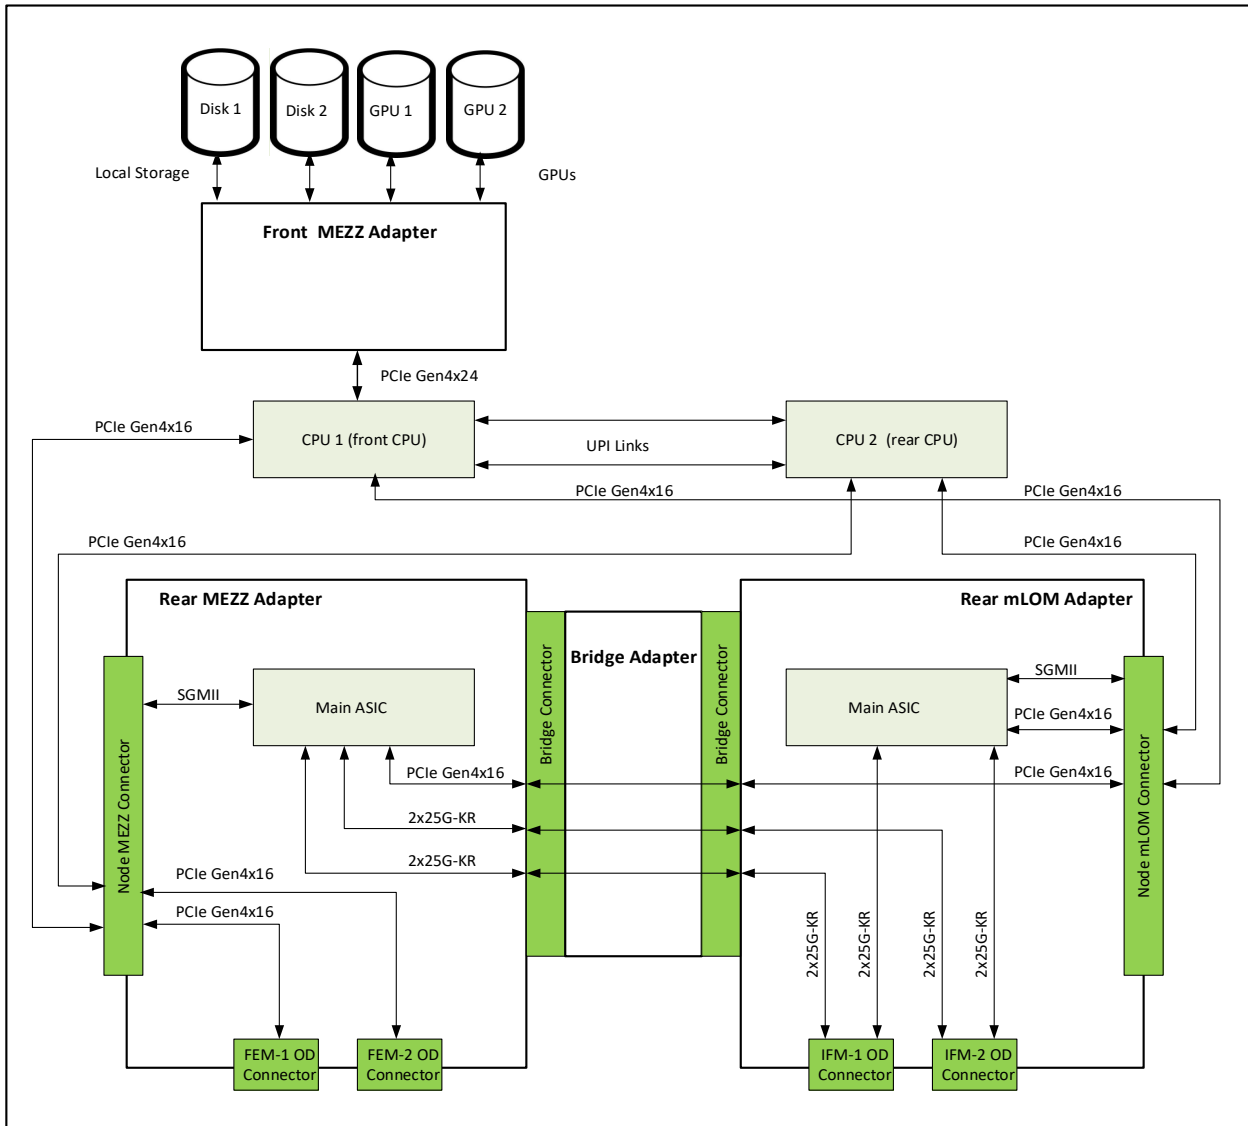 Disk 1
Disk 2
GPU 1
GPU 2
Local Storage
GPUs
Front MEZZ Adapter
PCIe Gen4x24
PCIe Gen4x16
CPU 1 (front CPU)
UPI Links
CPU 2 (rear CPU)
PCIe Gen4x16
PCIe Gen4x16
PCIe Gen4x16
PCIe Gen4x16
Rear MEZZ Adapter
Node MEZZ Connector
SGMII
Main ASIC
PCIe Gen4x16
2x25G-KR
2x25G-KR
PCIe Gen4x16
PCIe Gen4x16
FEM-1 OD
Connector
FEM-2 OD
Connector
Bridge Connector
Bridge Adapter
Bridge Connector
Rear mLOM Adapter
Main ASIC
SGMII
PCIe Gen4x16
PCIe Gen4x16
Node mLOM Connector
2x25G-KR
2x25G-KR
2x25G-KR
2x25G-KR
IFM-1 OD
Connector
IFM-2 OD
Connector